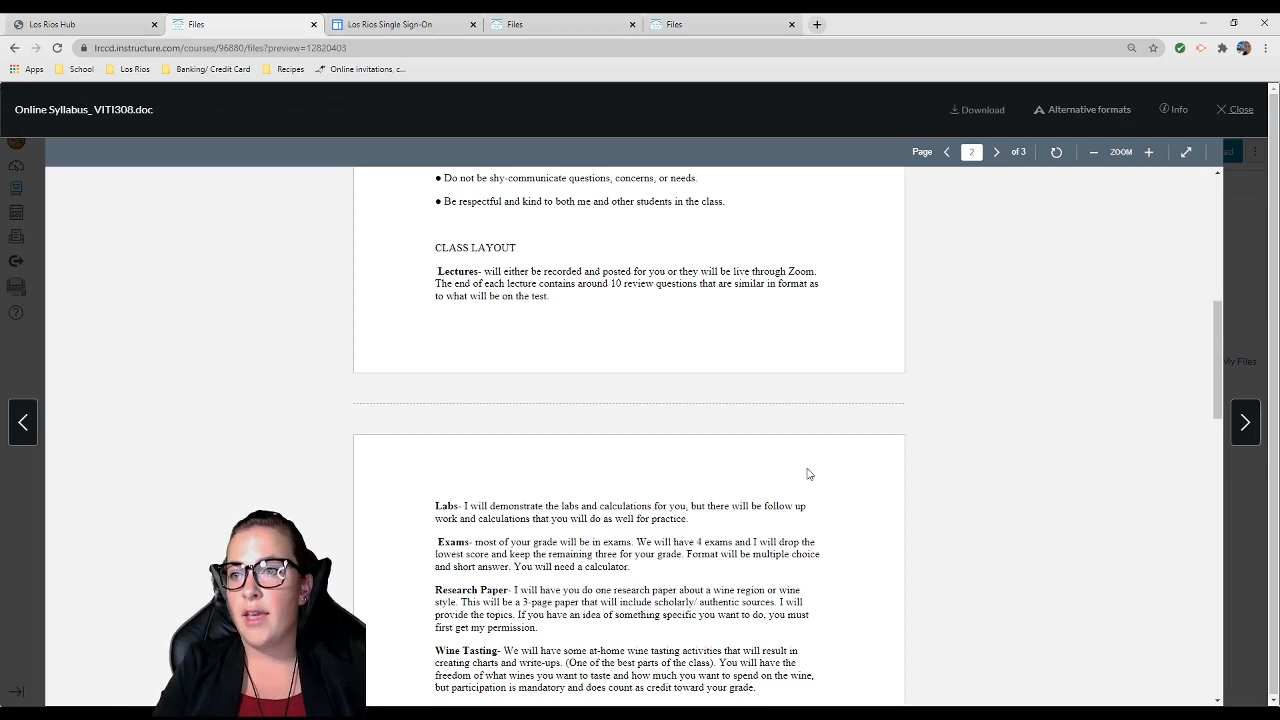 Los Rios Hub
Files
Los Rios Single Sign-On
Files
Files
lrccd.instructure.com/courses/96880/files?preview=12820403
Apps
School
Los Rios
Banking/ Credit Card
Recipes
Online invitations, c...
Online Syllabus_VITI308.doc
Download
Alternative formats
Info
Close
Page 2 of 3
ZOOM
● Do not be shy-communicate questions, concerns, or needs.
● Be respectful and kind to both me and other students in the class.
CLASS LAYOUT
Lectures- will either be recorded and posted for you or they will be live through Zoom.
The end of each lecture contains around 10 review questions that are similar in format as
to what will be on the test.
My Files
Labs- I will demonstrate the labs and calculations for you, but there will be follow up
work and calculations that you will do as well for practice.
Exams- most of your grade will be in exams. We will have 4 exams and I will drop the
lowest score and keep the remaining three for your grade. Format will be multiple choice
and short answer. You will need a calculator.
Research Paper- I will have you do one research paper about a wine region or wine
style. This will be a 3-page paper that will include scholarly/ authentic sources. I will
provide the topics. If you have an idea of something specific you want to do, you must
first get my permission.
Wine Tasting- We will have some at-home wine tasting activities that will result in
creating charts and write-ups. (One of the best parts of the class). You will have the
freedom of what wines you want to taste and how much you want to spend on the wine,
but participation is mandatory and does count as credit toward your grade.